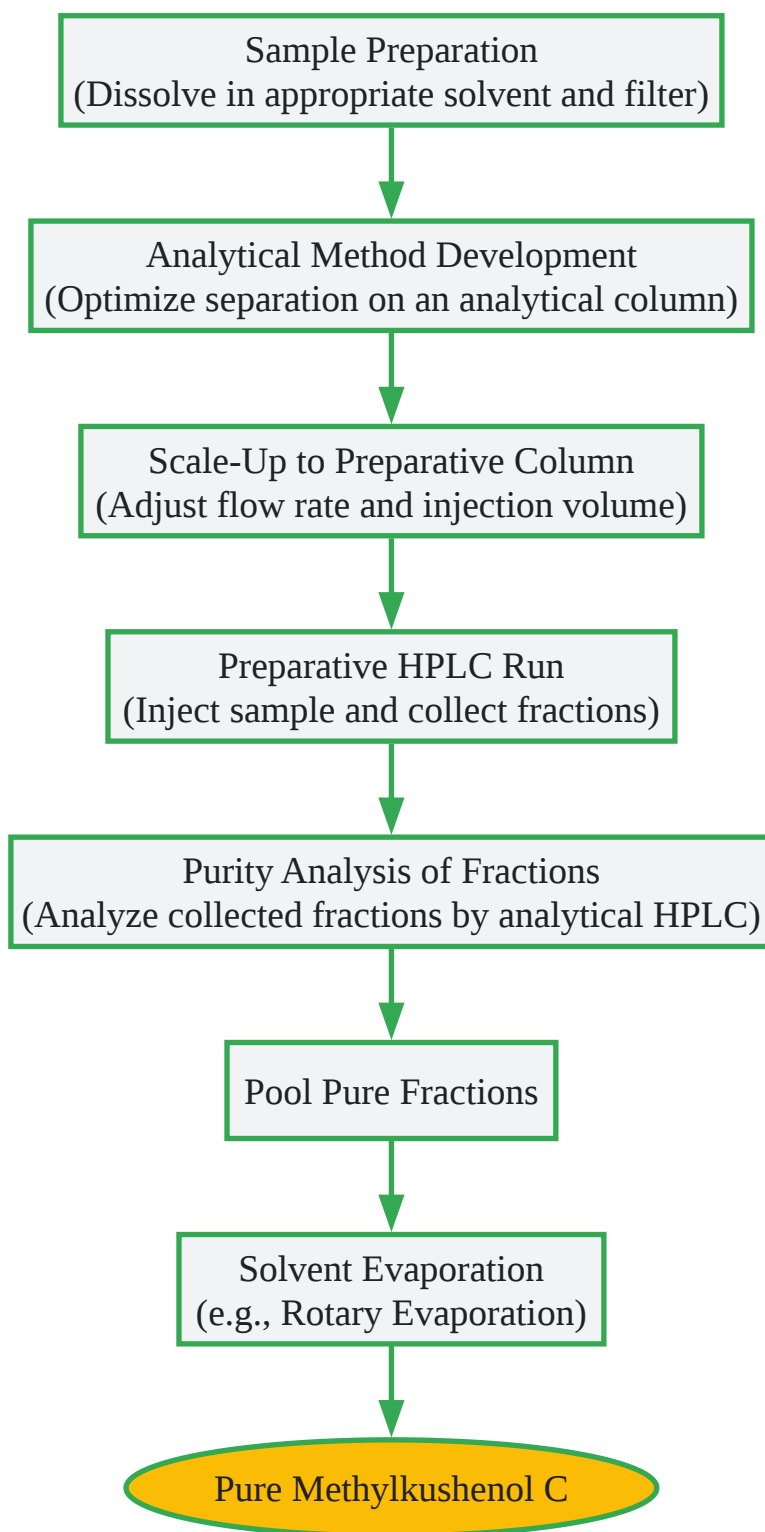 Sample Preparation
(Dissolve in appropriate solvent and filter)
Analytical Method Development
(Optimize separation on an analytical column)
Scale-Up to Preparative Column
(Adjust flow rate and injection volume)
Preparative HPLC Run
(Inject sample and collect fractions)
Purity Analysis of Fractions
(Analyze collected fractions by analytical HPLC)
Pool Pure Fractions
Solvent Evaporation
(e.g., Rotary Evaporation)
Pure Methylkushenol C